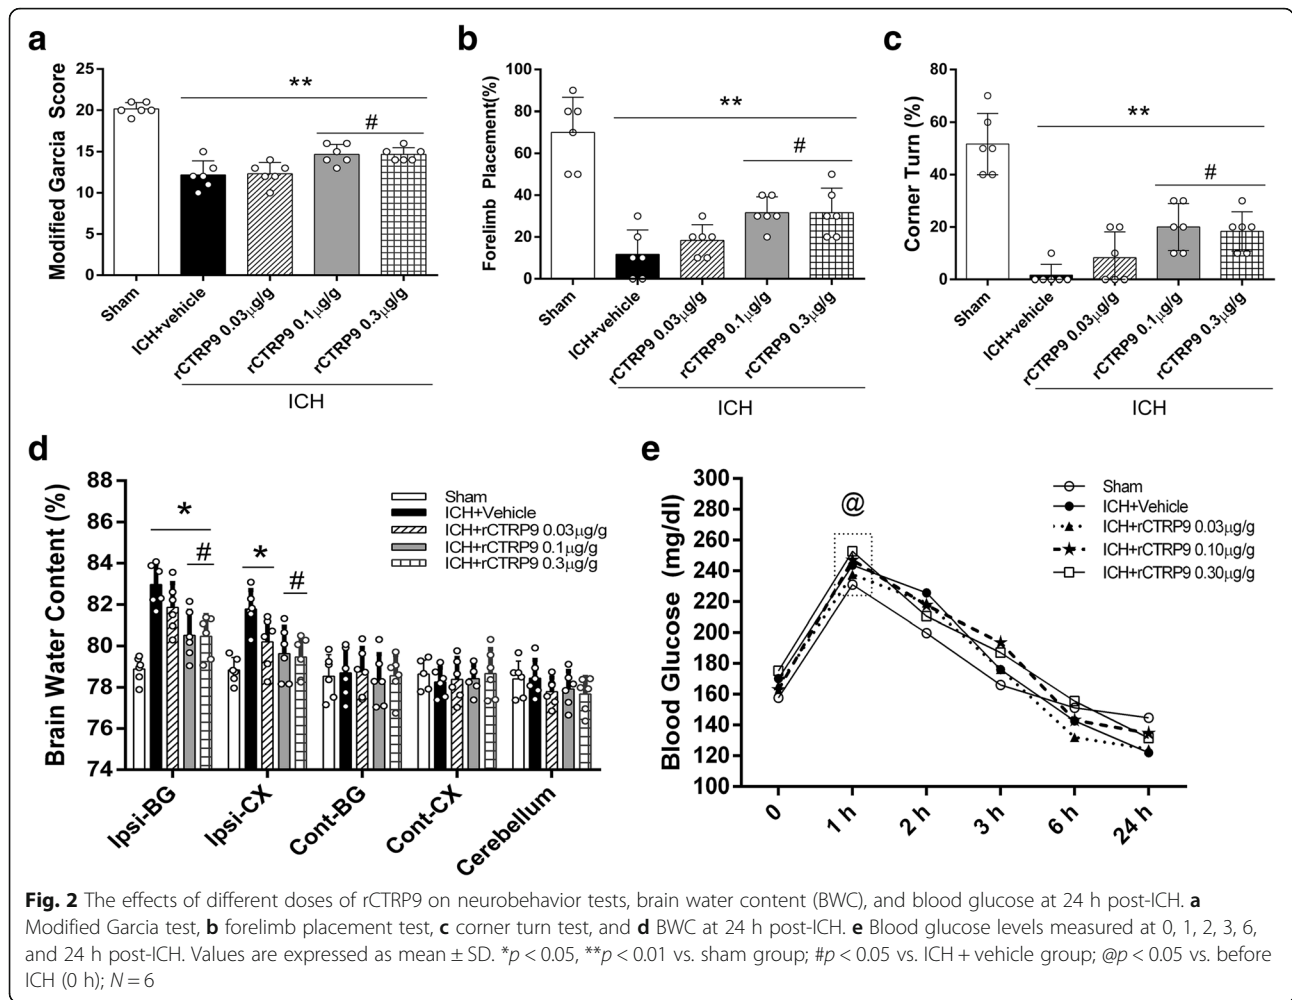 a
Modified Garcia Score
25
20
15
10
5
0
**
#
Sham
ICH+vehicle
rCTRP9 0.03µg/g
rCTRP9 0.1µg/g
rCTRP9 0.3µg/g
ICH
b
Forelimb Placement(%)
100
80
60
40
20
0
**
#
Sham
ICH+vehicle
rCTRP9 0.03µg/g
rCTRP9 0.1µg/g
rCTRP9 0.3µg/g
ICH
c
Corner Turn (%)
80
60
40
20
0
**
#
Sham
ICH+vehicle
rCTRP9 0.03µg/g
rCTRP9 0.1µg/g
rCTRP9 0.3µg/g
ICH
d
Brain Water Content (%)
88
86
84
82
80
78
76
74
*
#
*
#
Sham
ICH+Vehicle
ICH+rCTRP9 0.03µg/g
ICH+rCTRP9 0.1µg/g
ICH+rCTRP9 0.3µg/g
Ipsi-BG
Ipsi-CX
Cont-BG
Cont-CX
Cerebellum
e
Blood Glucose (mg/dl)
300
280
260
240
220
200
180
160
140
120
100
@
Sham
ICH+Vehicle
ICH+rCTRP9 0.03µg/g
ICH+rCTRP9 0.10µg/g
ICH+rCTRP9 0.30µg/g
0
1 h
2 h
3 h
6 h
24 h
Fig. 2 The effects of different doses of rCTRP9 on neurobehavior tests, brain water content (BWC), and blood glucose at 24 h post-ICH. a
Modified Garcia test, b forelimb placement test, c corner turn test, and d BWC at 24 h post-ICH. e Blood glucose levels measured at 0, 1, 2, 3, 6,
and 24 h post-ICH. Values are expressed as mean ± SD. *p < 0.05, **p < 0.01 vs. sham group; #p < 0.05 vs. ICH + vehicle group; @p < 0.05 vs. before
ICH (0 h); N = 6